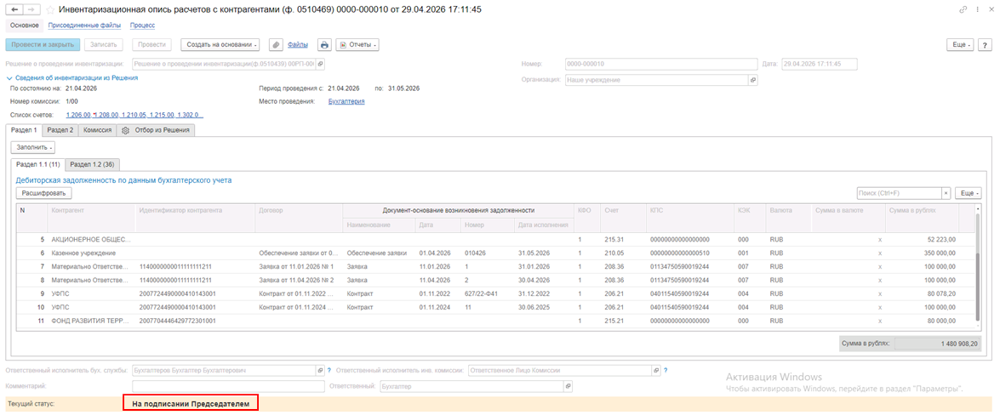 Инвентаризационная опись расчетов с контрагентами (ф. 0510469) 0000-000010 от 29.04.2026 17:11:45
Основное Присоединенные файлы Процесс
Провести и закрыть Записать Провести Создать на основании Файлы Отчеты Еще ?
Решение о проведении инвентаризации: Решение о проведении инвентаризации(ф.0510439) 00РП-00 Номер: 0000-000010 Дата: 29.04.2026 17:11:45
Сведения об инвентаризации из Решения Организация: Наше учреждение
По состоянию на: 21.04.2026 Период проведения с: 21.04.2026 по: 31.05.2026
Номер комиссии: 1/00 Место проведения: Бухгалтерия
Список счетов: 1.206.00, *1.208.00, 1.210.05, 1.215.00, 1.302.0...
Раздел 1 Раздел 2 Комиссия Отбор из Решения
Заполнить
Раздел 1.1 (11) Раздел 1.2 (36)
Дебиторская задолженность по данным бухгалтерского учета
Расшифровать Поиск (Ctrl+F) × Еще
N Контрагент Идентификатор контрагента Договор Документ-основание возникновения задолженности КФО Счет КПС КЭК Валюта Сумма в валюте Сумма в рублях
Наименование Дата Номер Дата исполнения
5 АКЦИОНЕРНОЕ ОБЩЕС... 1 215.31 00000000000000000 000 RUB x 52 223,00
6 Казенное учреждение Обеспечение заявки от 0... Обеспечение заявки 01.04.2026 010426 31.05.2026 1 210.05 00000000000000510 001 RUB x 350 000,00
7 Материально Ответстве... Заявка от 11.01.2026 № 1 Заявка 11.01.2026 1 31.01.2026 1 208.36 01134750590019244 007 RUB x 100 000,00
8 Материально Ответстве... Заявка от 11.04.2026 № 2 Заявка 11.04.2026 2 30.04.2026 1 208.36 01134750590019244 007 RUB x 100 000,00
9 УФПС 2007724490000410143001 Контракт от 01.11.2022 ... Контракт 01.11.2022 627/22-Ф41 31.12.2022 1 206.21 04011540590019244 004 RUB x 80 078,20
10 УФПС 2007724490000410143001 Контракт от 01.11.2024 ... Контракт 01.11.2024 11 30.06.2025 1 206.21 04011540590019244 004 RUB x 100 000,00
11 ФОНД РАЗВИТИЯ ТЕРР... 2007704446429772301001 1 215.21 00000000000000000 000 RUB x 80 000,00
Сумма в рублях: 1 480 908,20
Ответственный исполнитель бух. службы: Бухгалтеров Бухгалтер Бухгалтерович ? Ответственный исполнитель инв. комиссии: Ответственное Лицо Комиссии ?
Комментарий: Ответственный: Бухгалтер
Активация Windows
Чтобы активировать Windows, перейдите в раздел "Параметры".
Текущий статус: На подписании Председателем